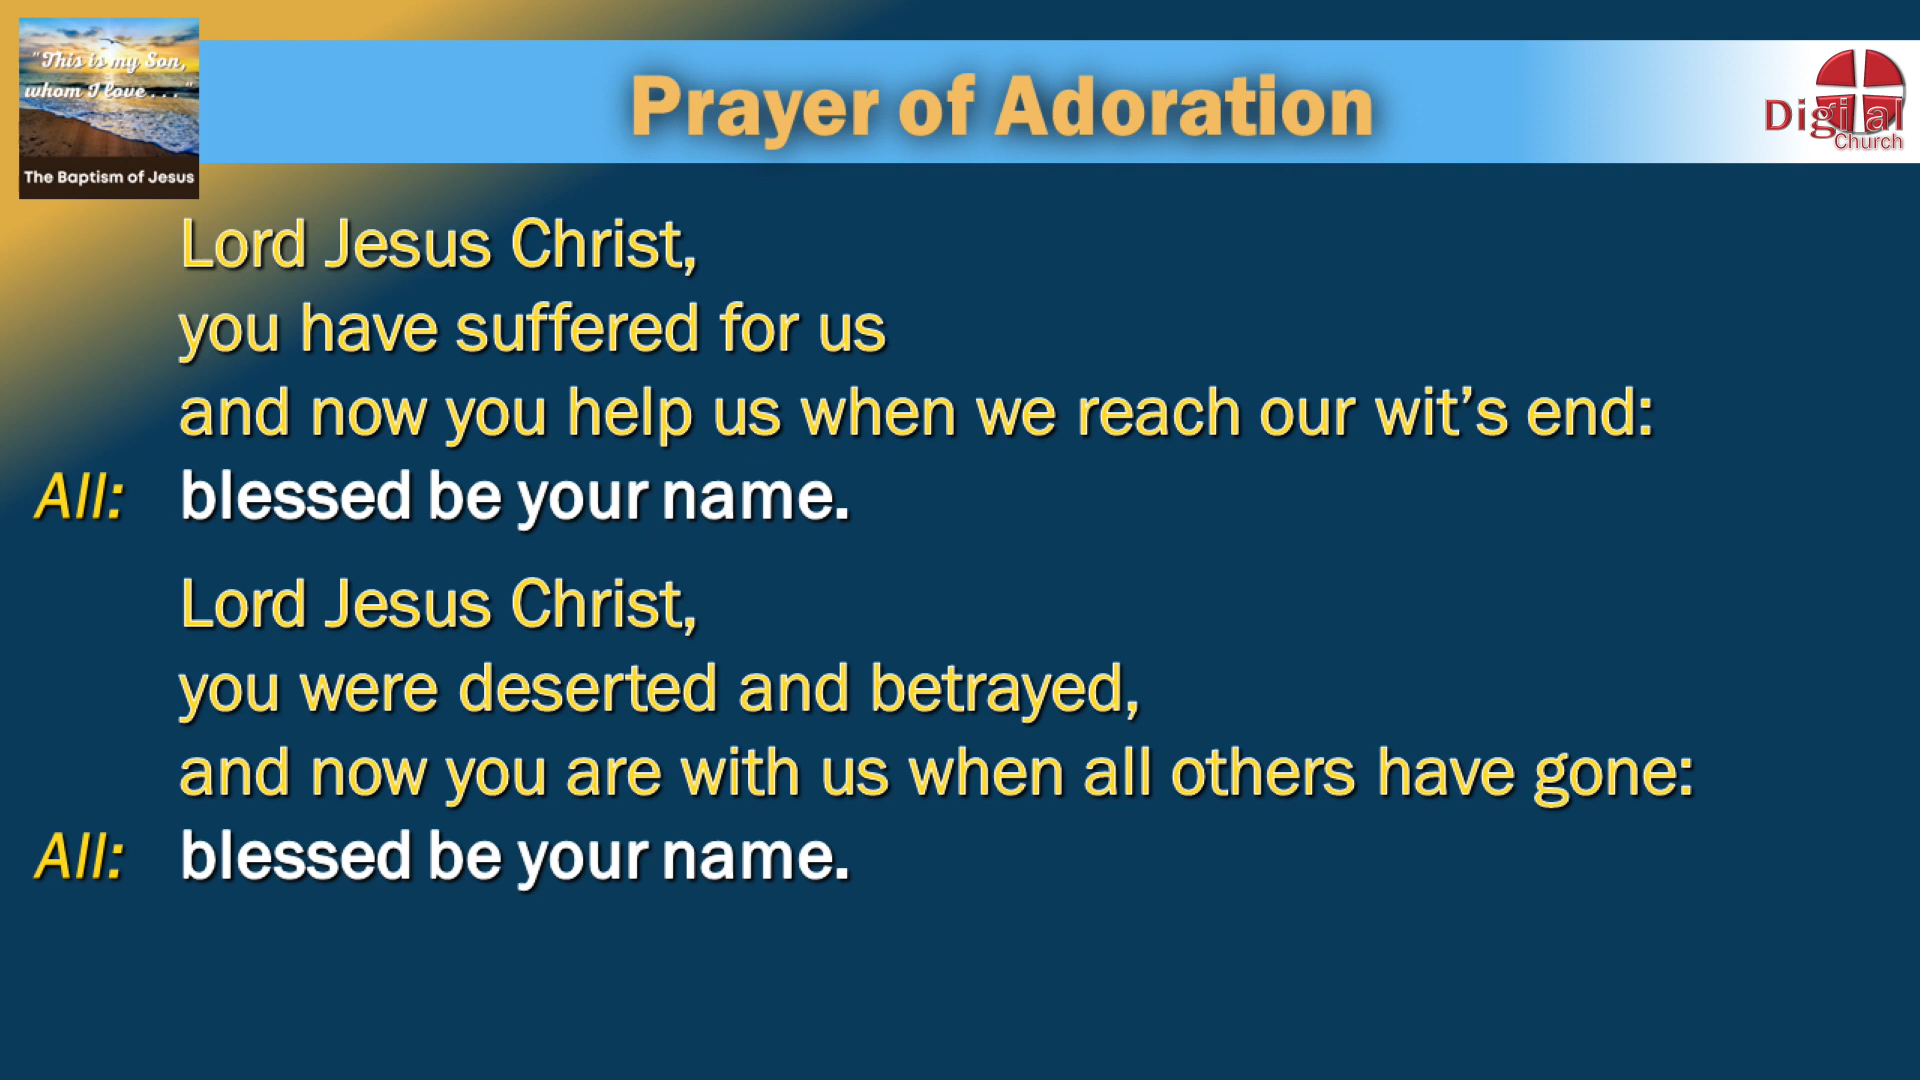 "This is my Son,
whom I love . . ."
The Baptism of Jesus
Prayer of Adoration
Digital
Church
Lord Jesus Christ,
you have suffered for us
and now you help us when we reach our wit’s end:
All: blessed be your name.
Lord Jesus Christ,
you were deserted and betrayed,
and now you are with us when all others have gone:
All: blessed be your name.